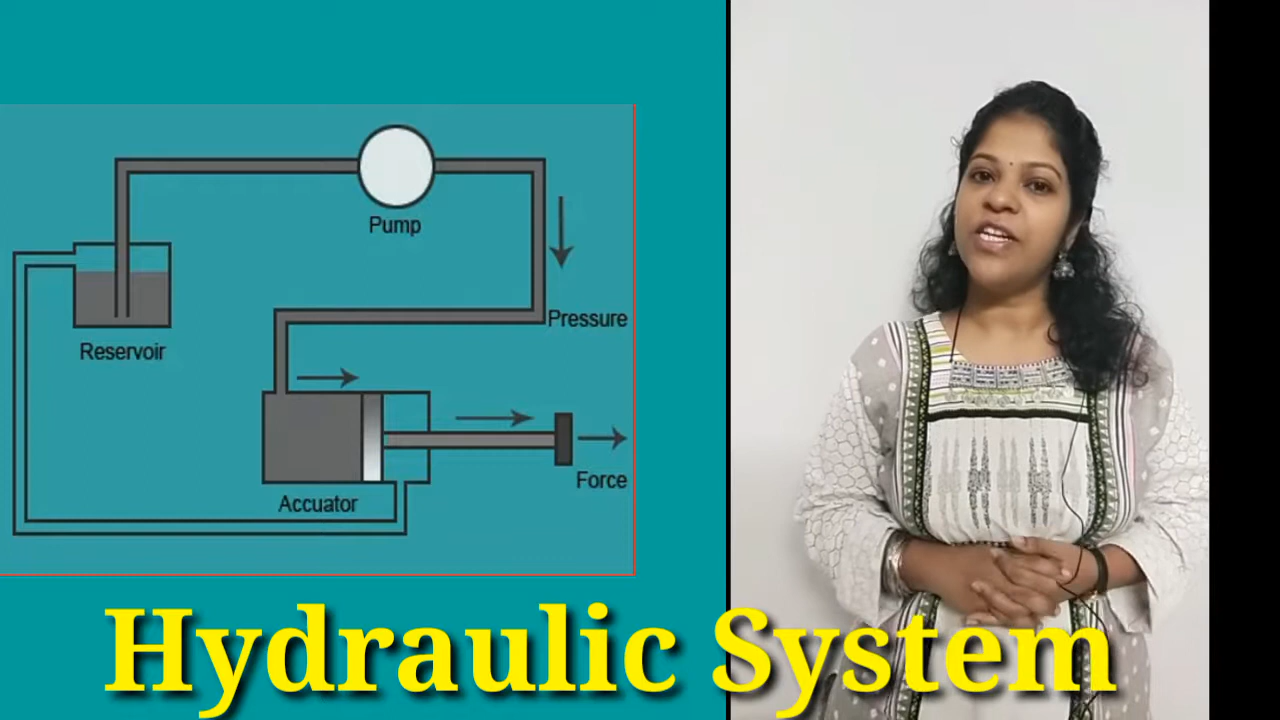 Pump
Pressure
Reservoir
Force
Accuator
Hydraulic System